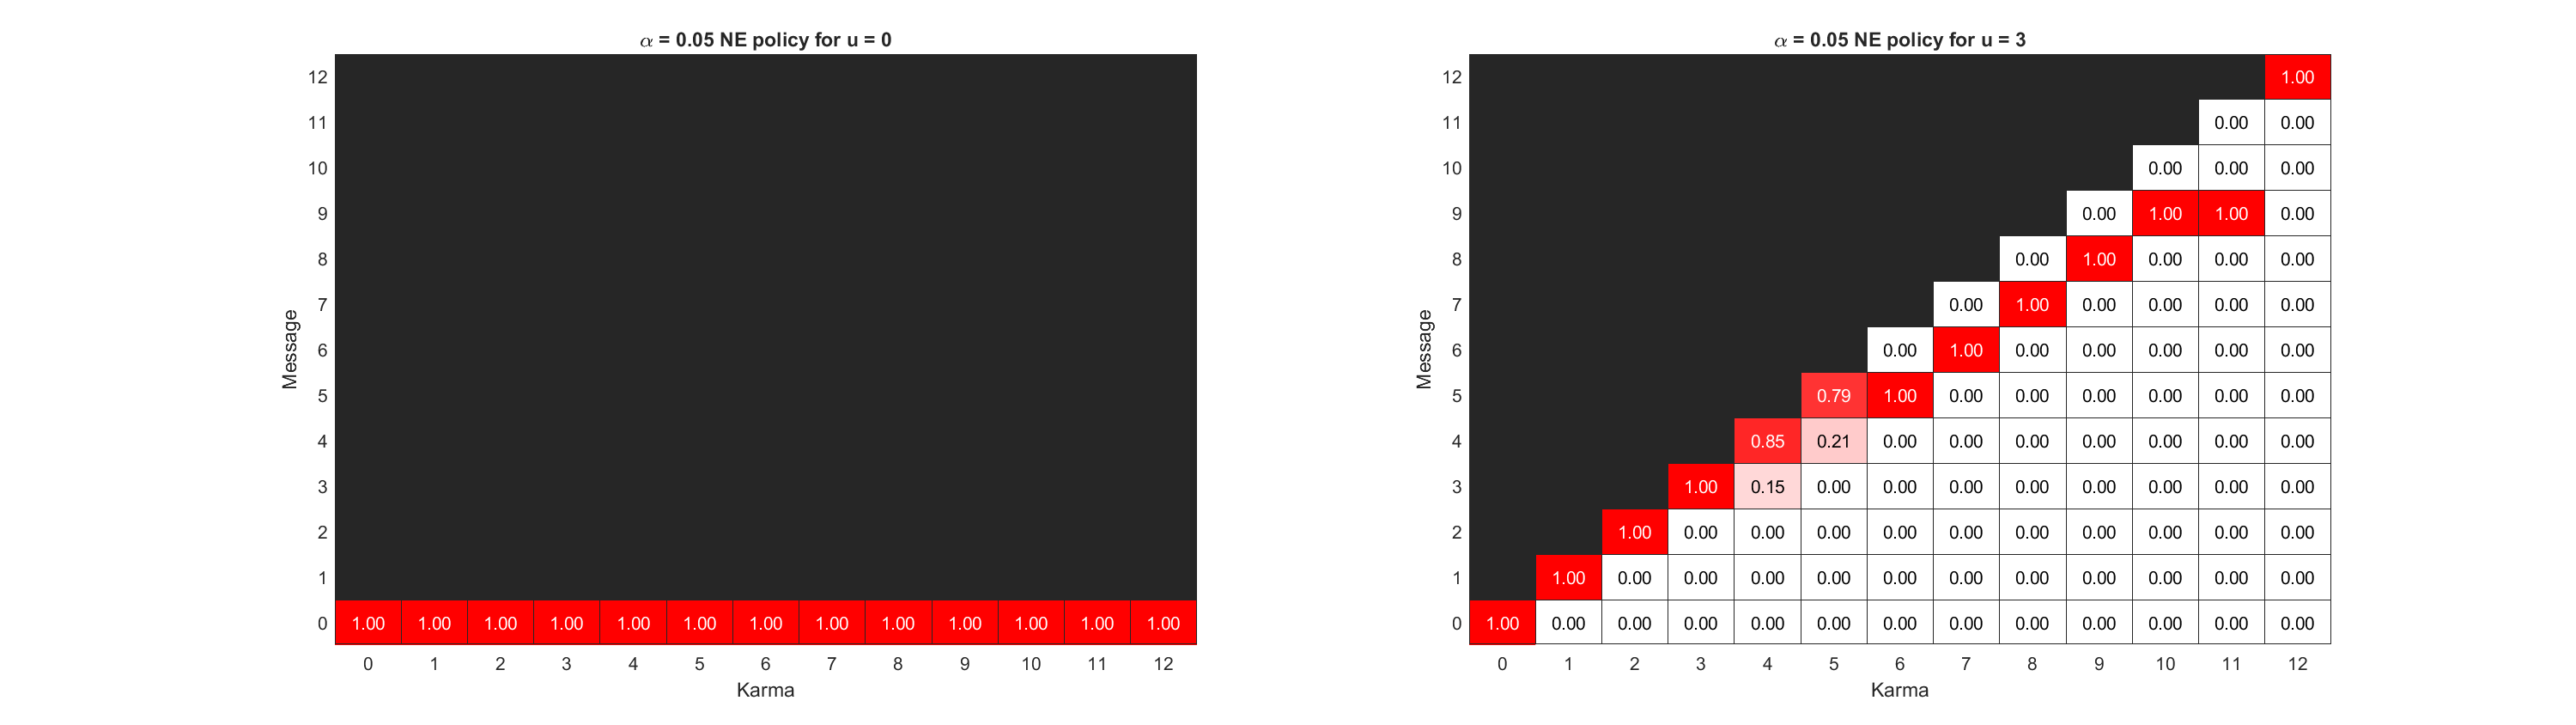 α = 0.05 NE policy for u = 0
12
11
10
9
8
7
6
5
4
3
2
1
0
Message
1.00 1.00 1.00 1.00 1.00 1.00 1.00 1.00 1.00 1.00 1.00 1.00 1.00
0 1 2 3 4 5 6 7 8 9 10 11 12
Karma
α = 0.05 NE policy for u = 3
12 1.00
11 0.00 0.00
10 0.00 0.00 0.00
9 0.00 1.00 1.00 0.00
8 0.00 1.00 0.00 0.00 0.00
7 0.00 1.00 0.00 0.00 0.00 0.00
6 0.00 1.00 0.00 0.00 0.00 0.00 0.00
5 0.79 1.00 0.00 0.00 0.00 0.00 0.00 0.00
4 0.85 0.21 0.00 0.00 0.00 0.00 0.00 0.00 0.00
3 1.00 0.15 0.00 0.00 0.00 0.00 0.00 0.00 0.00 0.00
2 1.00 0.00 0.00 0.00 0.00 0.00 0.00 0.00 0.00 0.00 0.00
1 1.00 0.00 0.00 0.00 0.00 0.00 0.00 0.00 0.00 0.00 0.00 0.00
0 1.00 0.00 0.00 0.00 0.00 0.00 0.00 0.00 0.00 0.00 0.00 0.00 0.00
Message
0 1 2 3 4 5 6 7 8 9 10 11 12
Karma